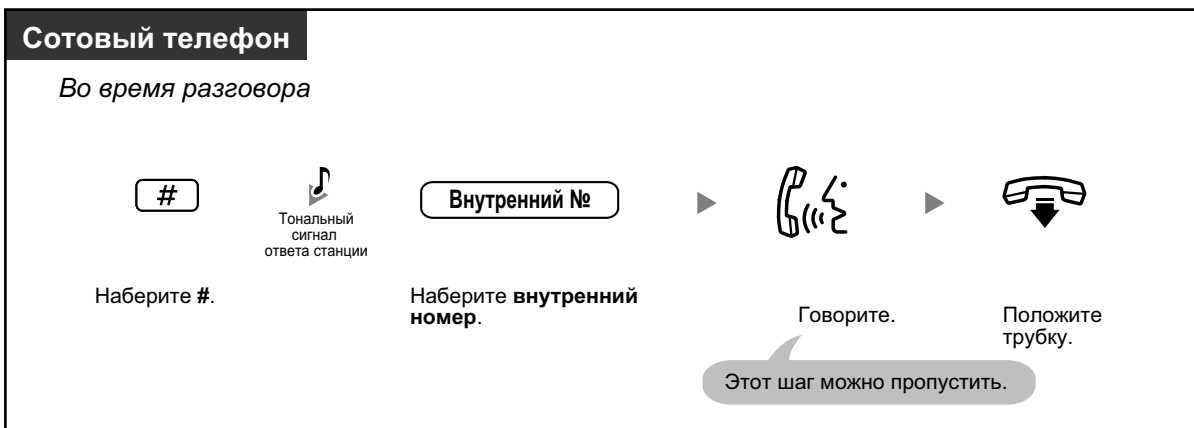 Сотовый телефон
Во время разговора
#
Тональный
сигнал
ответа станции
Внутренний №
Наберите #.
Наберите внутренний
номер.
Говорите.
Положите
трубку.
Этот шаг можно пропустить.